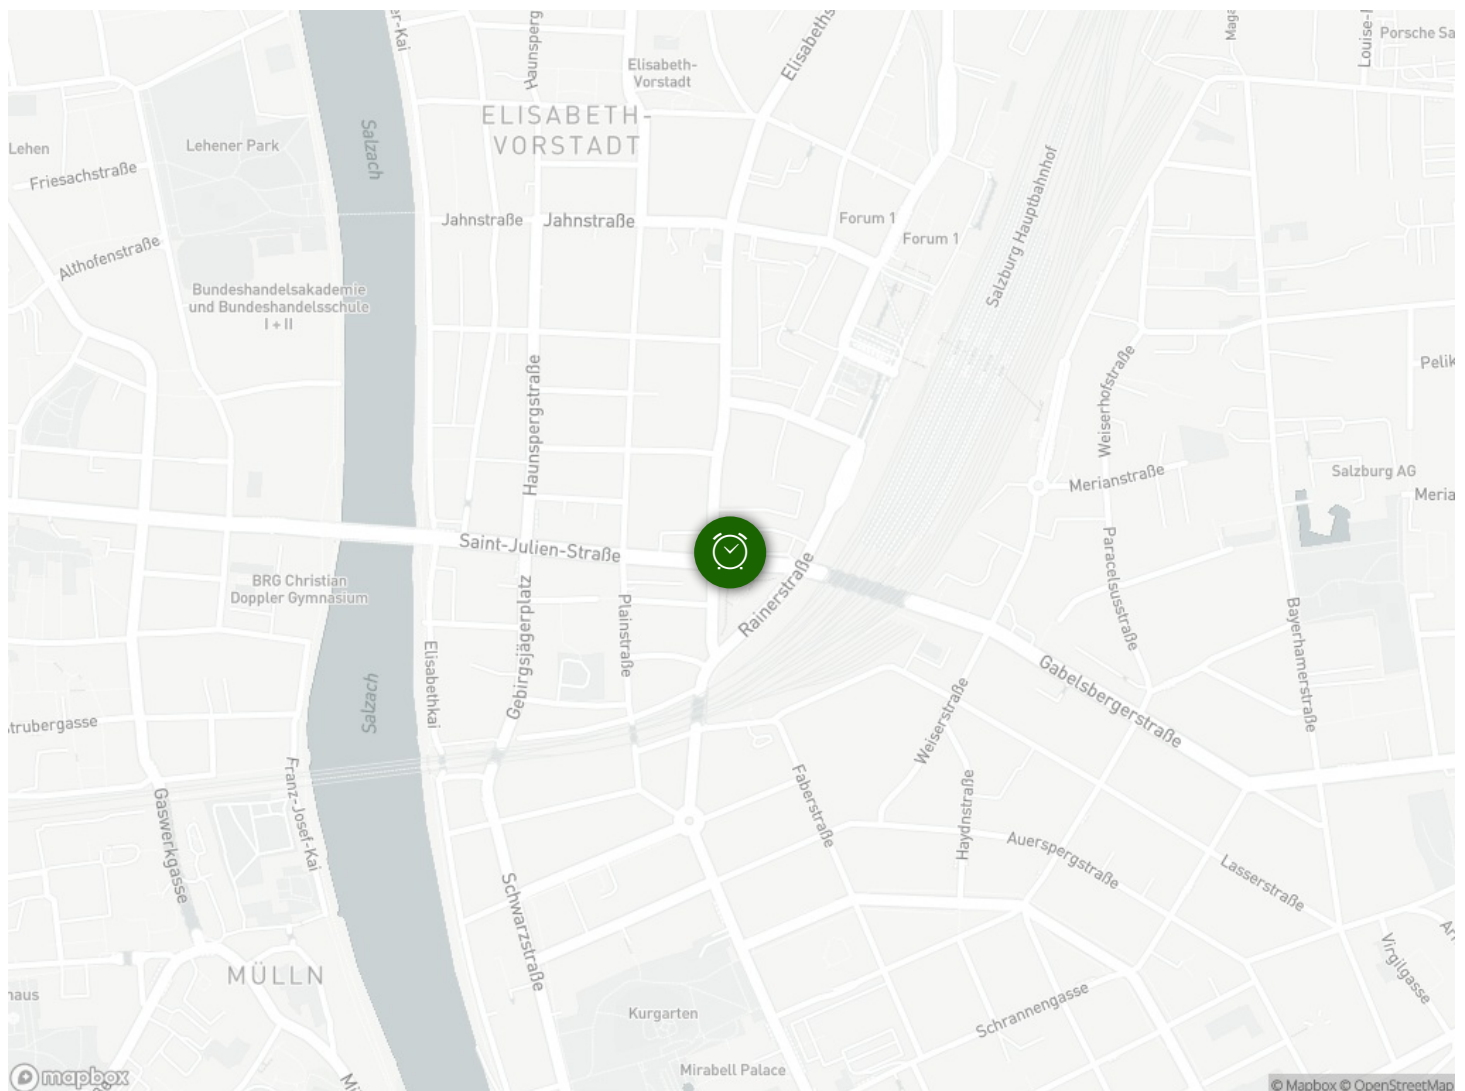 Elisabeth-
Vorstadt
ELISABETH-
VORSTADT
Salzach
Lehener Park
Lehen
Friesachstraße
Althofenstraße
Jahnstraße
Jahnstraße
Forum 1
Forum 1
Salzburg Hauptbahnhof
Porsche Sa
Maga
Bundeshandelsakademie
und Bundeshandelsschule
I + II
Haunspergstraße
Weiserhofstraße
Pelik
Merianstraße
Salzburg AG
Meria
Saint-Julien-Straße
BRG Christian
Doppler Gymnasium
Gebirgsjägerplatz
Plainstraße
Rainerstraße
Paracelsusstraße
Bayerhamerstraße
Gabelsbergerstraße
Elisabethkai
Salzach
trubergasse
Weiserstraße
Franz-Josef-Kai
Gaswerkgasse
Faberstraße
Haydnstraße
Auerspergstraße
Lasserstraße
Schwarzstraße
Virgilgasse
MÜLLN
haus
Kurgarten
Schrannengasse
Mirabell Palace
mapbox
© Mapbox © OpenStreetMap